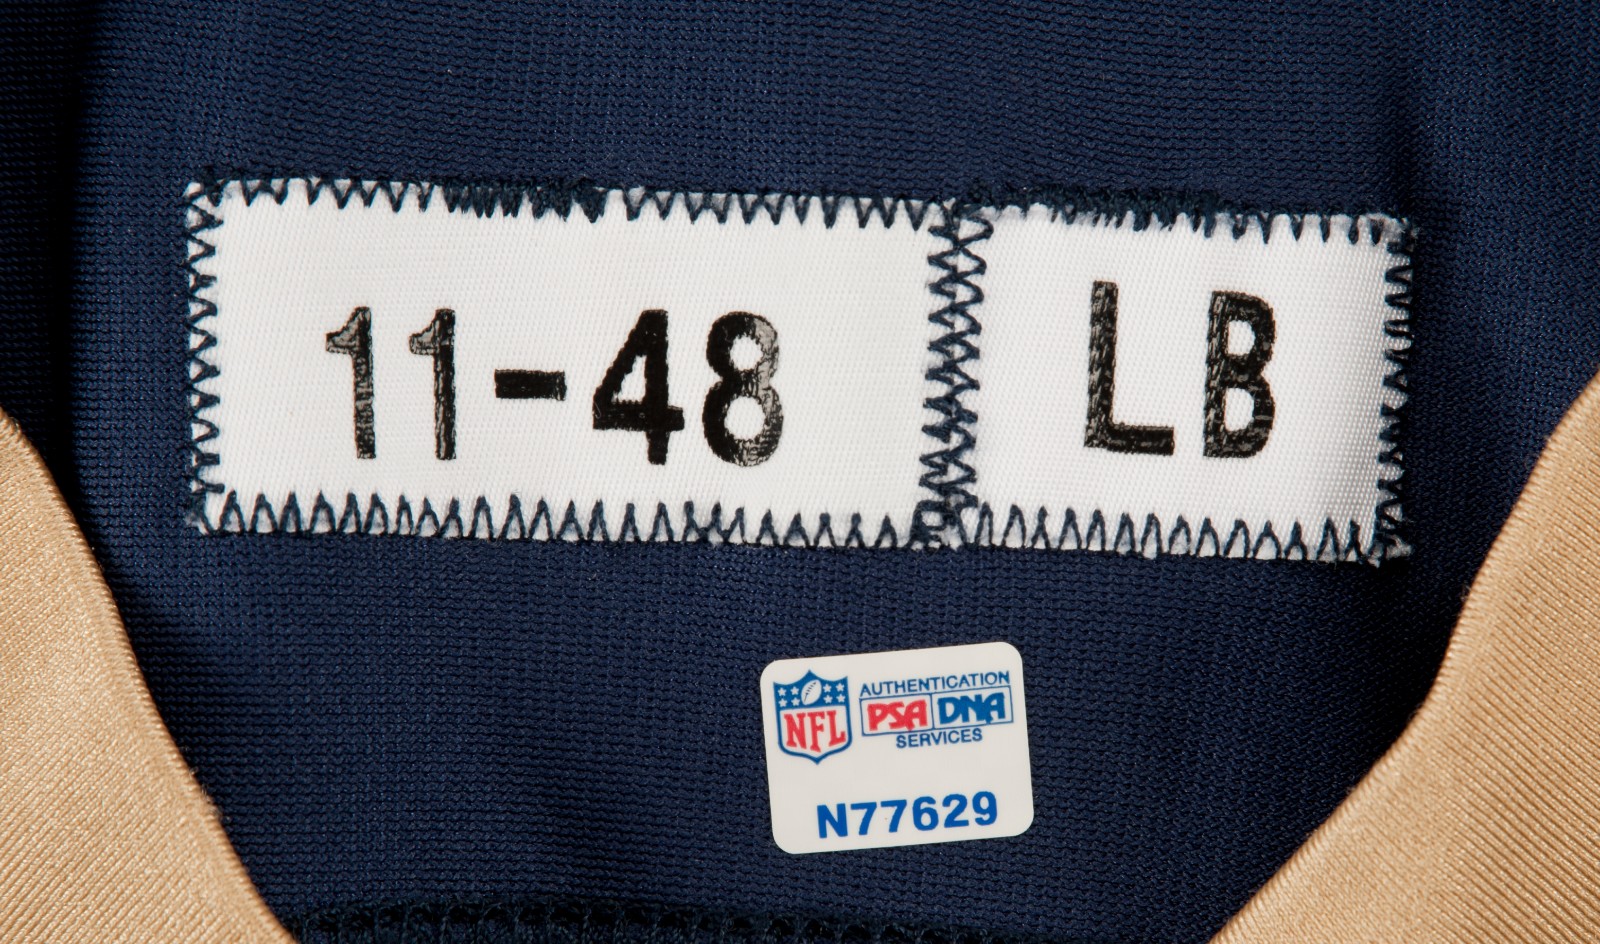 11-48 LB
NFL
AUTHENTICATION
PSA DNA
SERVICES
N77629